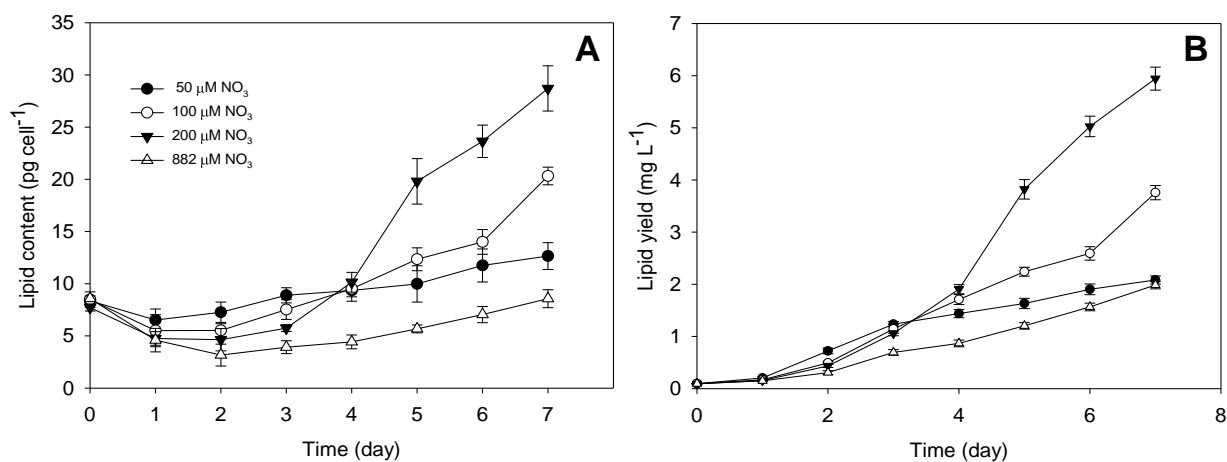 A
Lipid content (pg cell⁻¹)
35
30
25
20
15
10
5
0
50 μM NO₃
100 μM NO₃
200 μM NO₃
882 μM NO₃
0 1 2 3 4 5 6 7
Time (day)
B
Lipid yield (mg L⁻¹)
7
6
5
4
3
2
1
0
0 2 4 6 8
Time (day)